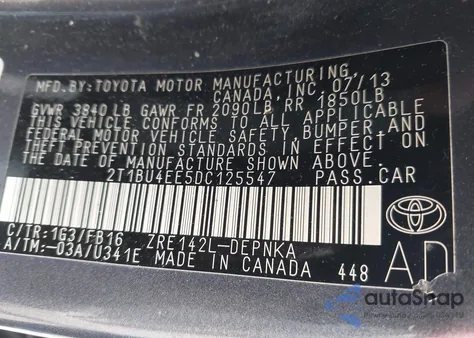 MFD.BY:TOYOTA MOTOR MANUFACTURING
CANADA, INC. 07/13
GVWR 3840LB GAWR FR 2090LB RR 1850LB
THIS VEHICLE CONFORMS TO ALL APPLICABLE
FEDERAL MOTOR VEHICLE SAFETY, BUMPER, AND
THEFT PREVENTION STANDARDS IN EFFECT ON
THE DATE OF MANUFACTURE SHOWN ABOVE.
2T1BU4EE5DC125547 PASS.CAR
C/TR:1G3/FB16 ZRE142L-DEPNKA
A/TM:-03A/U341E MADE IN CANADA 448
AD
autoSnap